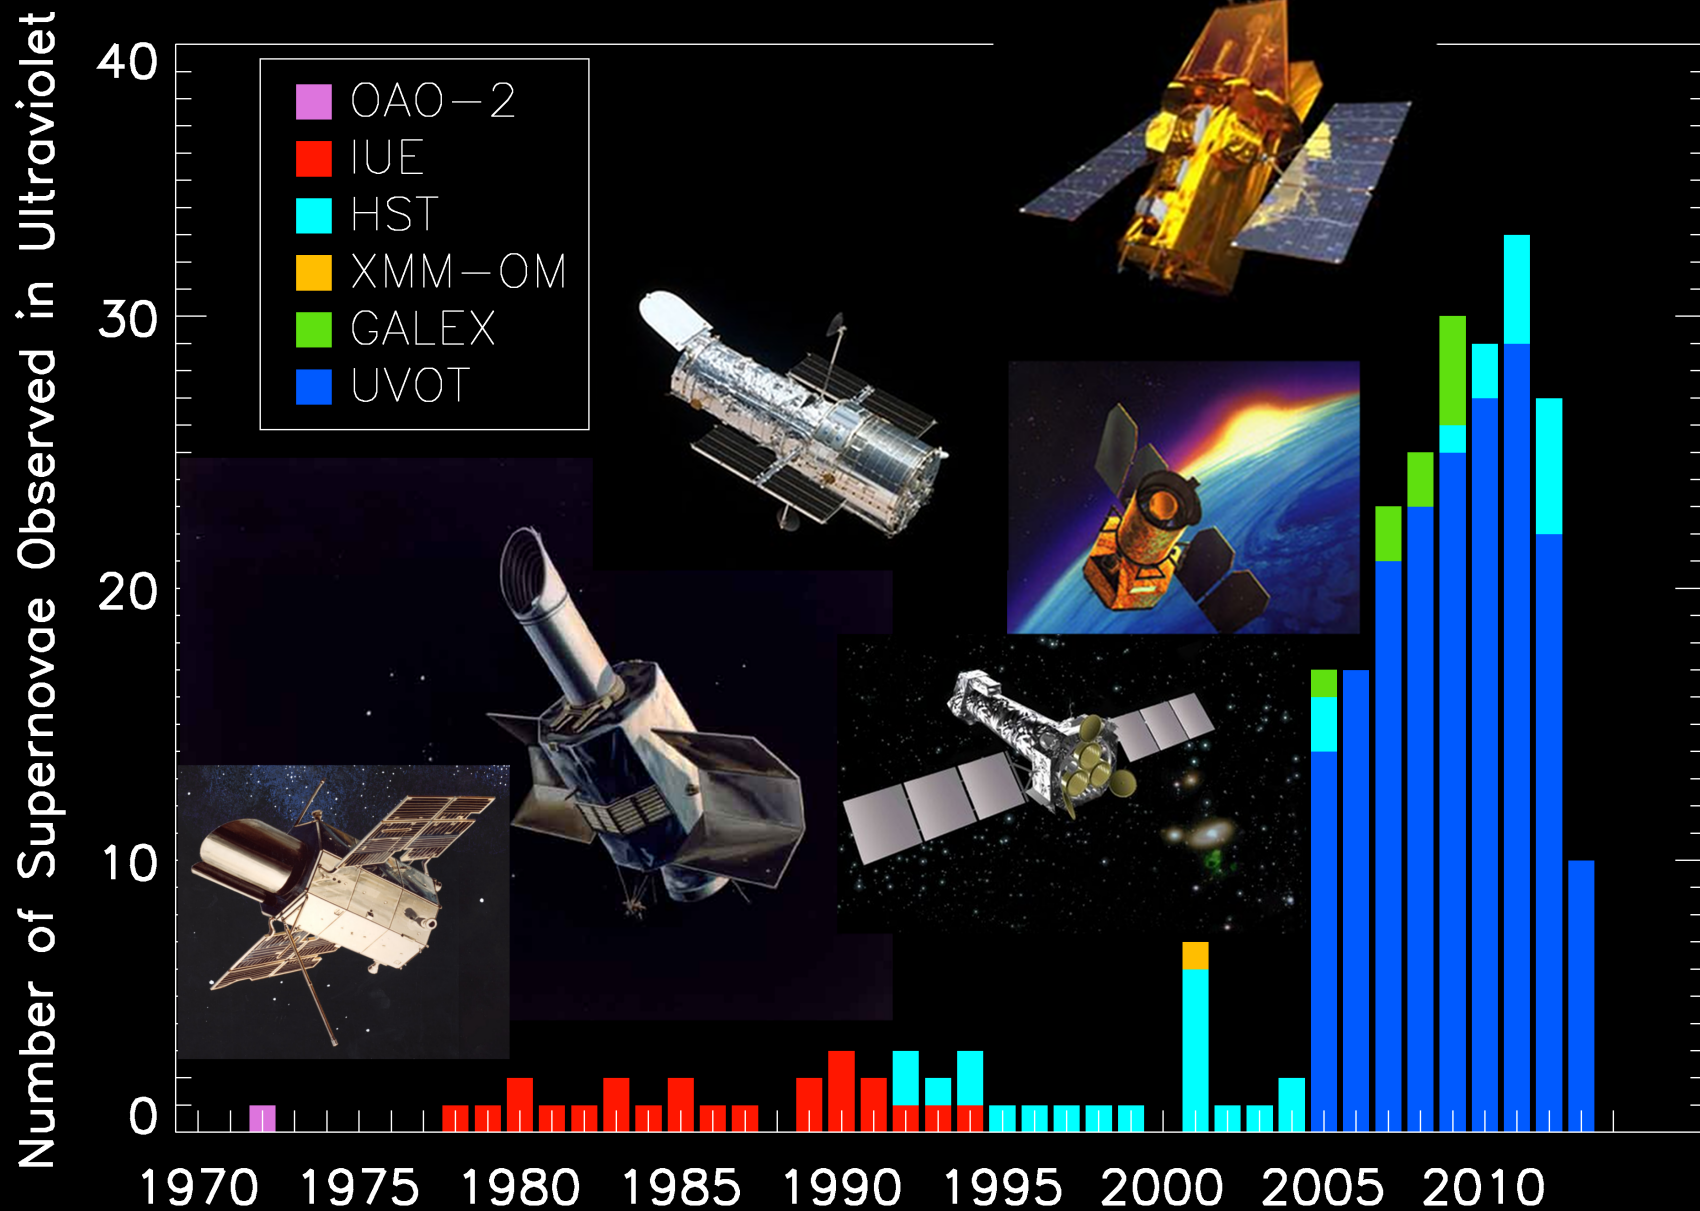 Number of Supernovae Observed in Ultraviolet
40
30
20
10
0
OAO-2
IUE
HST
XMM-OM
GALEX
UVOT
1970 1975 1980 1985 1990 1995 2000 2005 2010